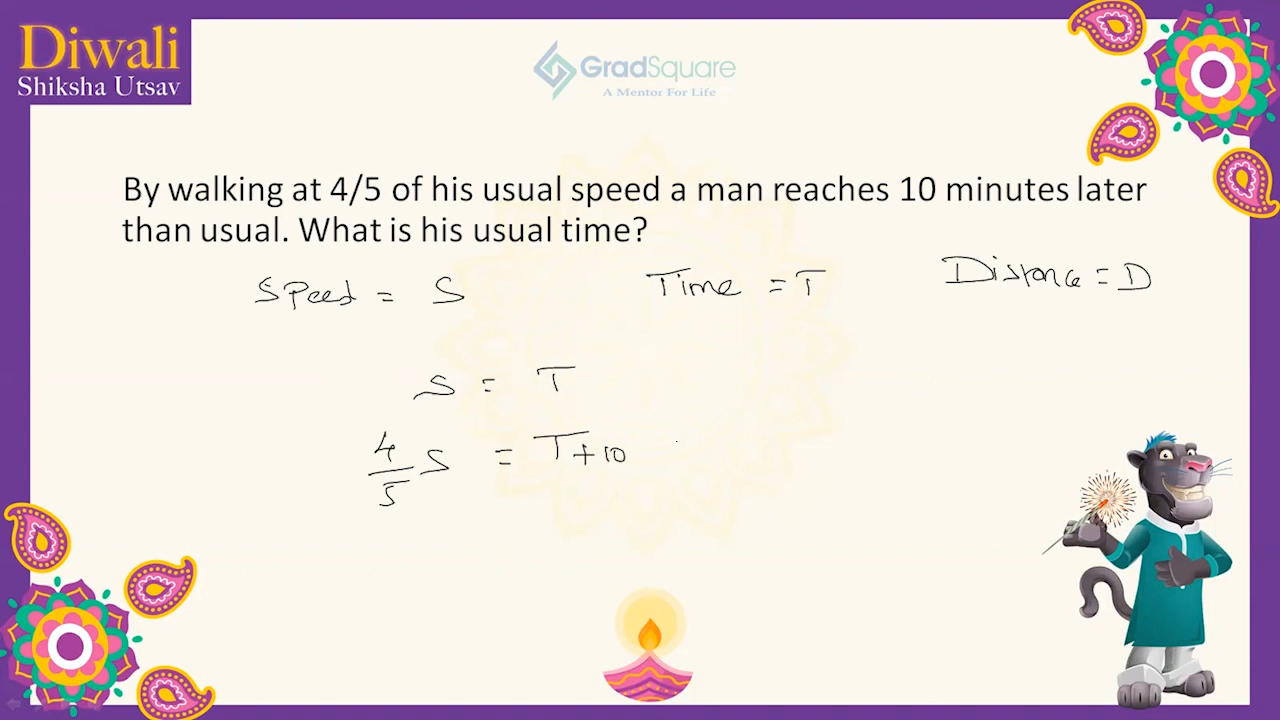 Diwali
Shiksha Utsav
GradSquare
A Mentor For Life
By walking at 4/5 of his usual speed a man reaches 10 minutes later
than usual. What is his usual time?
Speed = S Time = T Distance = D
S = T
4/5 S = T+10